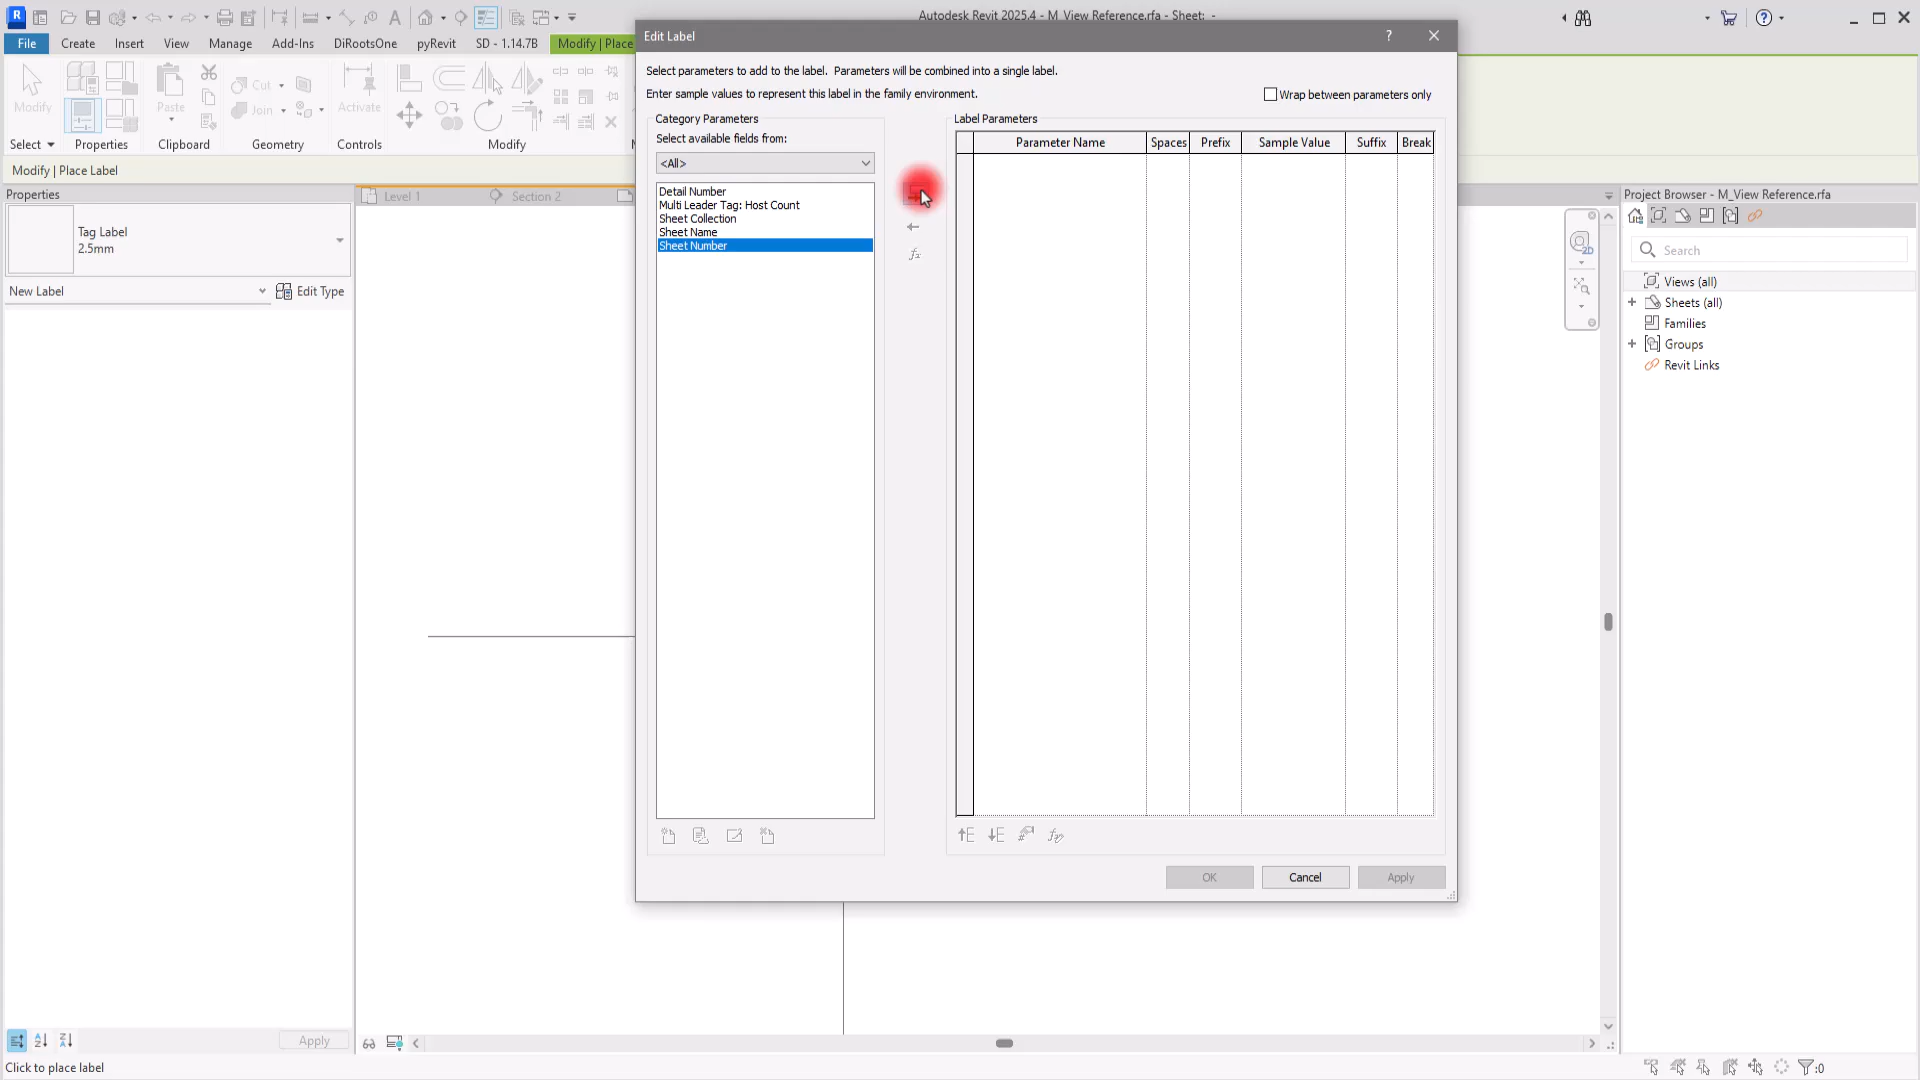 Autodesk Revit 2025.4 - M_View Reference.rfa - Sheet: -
File Create Insert View Manage Add-Ins DiRootsOne pyRevit SD - 1.14.7B Modify | Place
Modify Paste Cut Join Activate
Select Properties Clipboard Geometry Controls Modify
Modify | Place Label
Properties
Tag Label
2.5mm
New Label Edit Type
Level 1 Section 2
Edit Label
Select parameters to add to the label. Parameters will be combined into a single label.
Enter sample values to represent this label in the family environment.
Wrap between parameters only
Category Parameters
Select available fields from:
<All>
Detail Number
Multi Leader Tag: Host Count
Sheet Collection
Sheet Name
Sheet Number
Label Parameters
Parameter Name Spaces Prefix Sample Value Suffix Break
OK Cancel Apply
Project Browser - M_View Reference.rfa
Search
Views (all)
Sheets (all)
Families
Groups
Revit Links
2D
Apply
Click to place label
:0